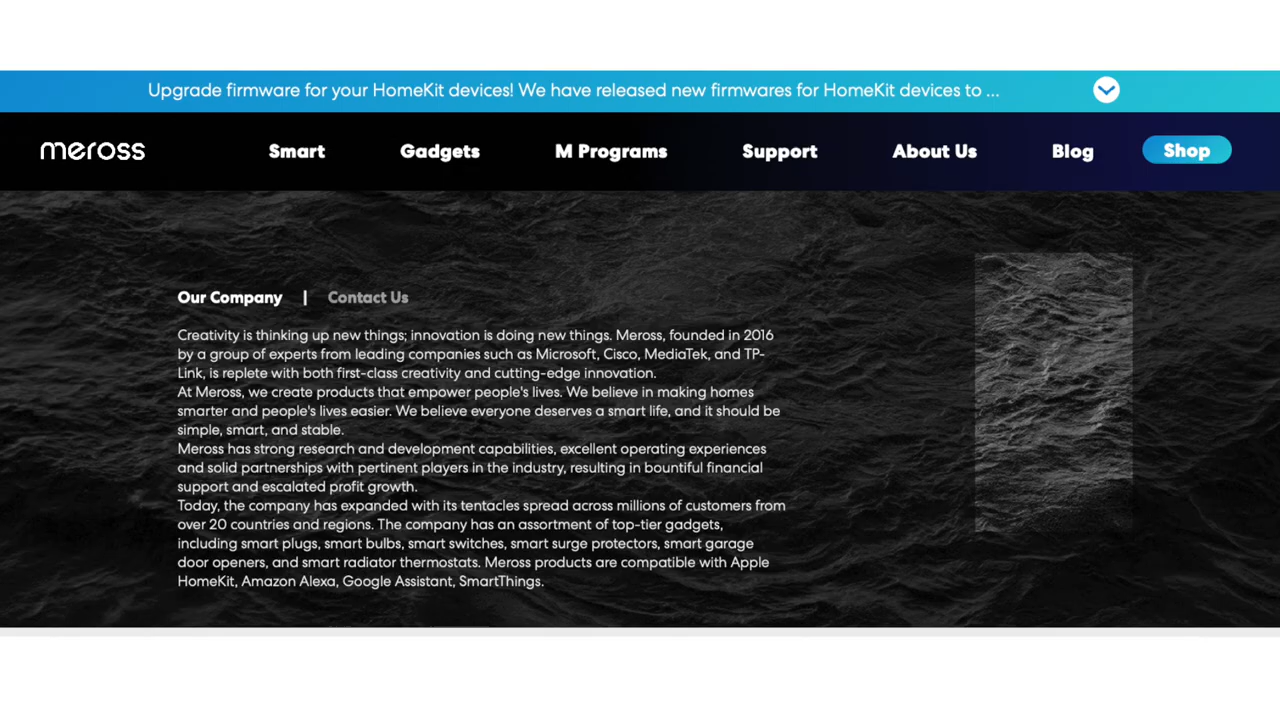 Upgrade firmware for your HomeKit devices! We have released new firmwares for HomeKit devices to ...
meross
Smart
Gadgets
M Programs
Support
About Us
Blog
Shop
Our Company | Contact Us
Creativity is thinking up new things; innovation is doing new things. Meross, founded in 2016
by a group of experts from leading companies such as Microsoft, Cisco, MediaTek, and TP-
Link, is replete with both first-class creativity and cutting-edge innovation.
At Meross, we create products that empower people's lives. We believe in making homes
smarter and people's lives easier. We believe everyone deserves a smart life, and it should be
simple, smart, and stable.
Meross has strong research and development capabilities, excellent operating experiences
and solid partnerships with pertinent players in the industry, resulting in bountiful financial
support and escalated profit growth.
Today, the company has expanded with its tentacles spread across millions of customers from
over 20 countries and regions. The company has an assortment of top-tier gadgets,
including smart plugs, smart bulbs, smart switches, smart surge protectors, smart garage
door openers, and smart radiator thermostats. Meross products are compatible with Apple
HomeKit, Amazon Alexa, Google Assistant, SmartThings.